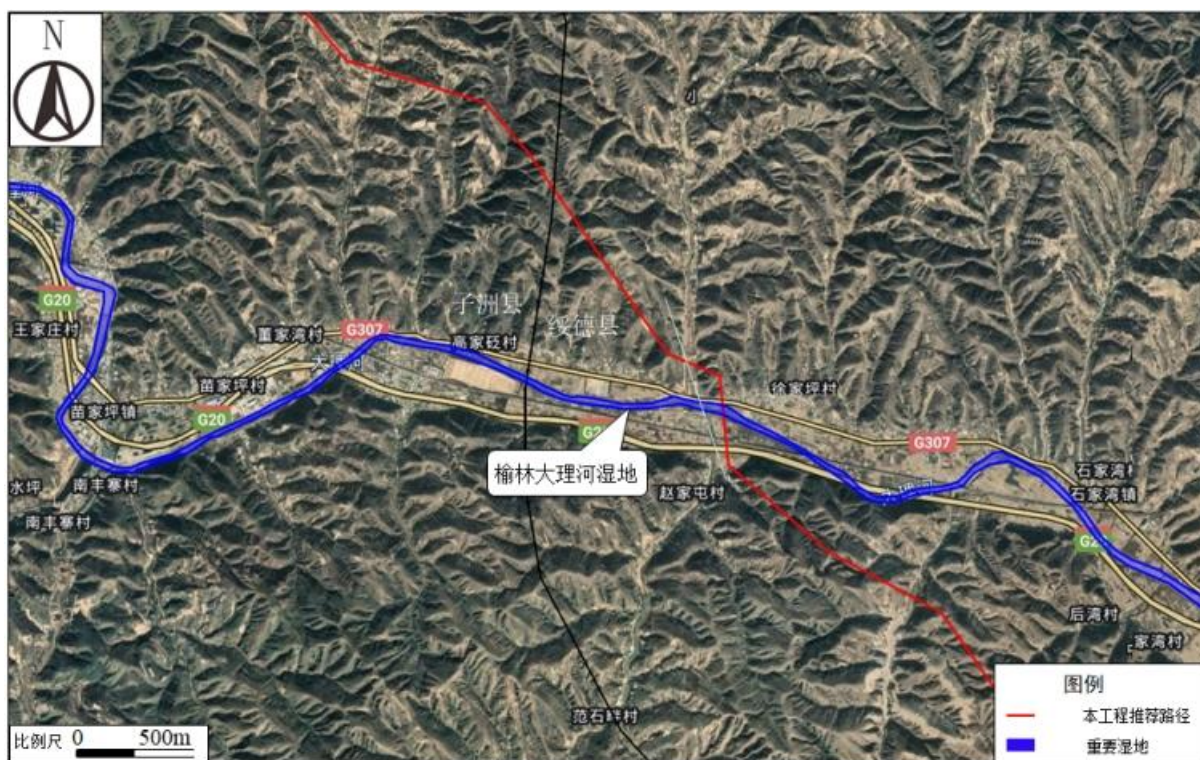 N
小
G20
王家庄村
董家湾村
G307
子洲县
高家砭村
绥德县
大理河
苗家坪村
徐家坪村
苗家坪镇
G20
G307
榆林大理河湿地
水坪
南丰寨村
赵家屯村
石家湾
石家湾镇
南丰寨村
后湾村
家湾村
范石畔村
图例
本工程推荐路径
重要湿地
比例尺 0 500m